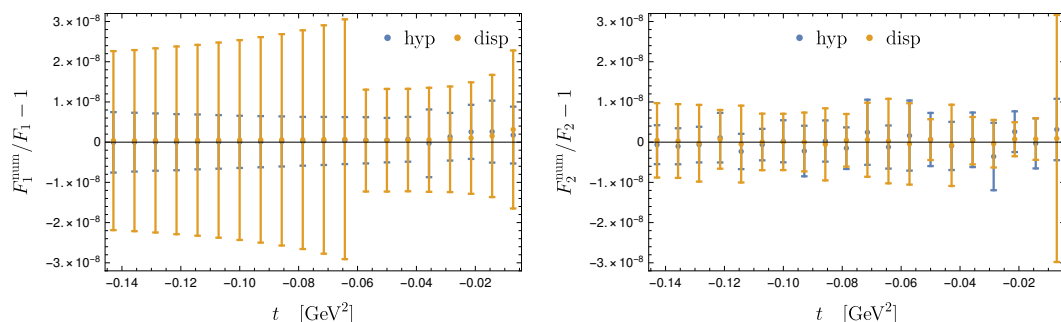 F₁ⁿᵘᵐ/F₁ − 1
3.×10⁻⁸
2.×10⁻⁸
1.×10⁻⁸
0
−1.×10⁻⁸
−2.×10⁻⁸
−3.×10⁻⁸
hyp disp
−0.14 −0.12 −0.10 −0.08 −0.06 −0.04 −0.02
t [GeV²]
F₂ⁿᵘᵐ/F₂ − 1
3.×10⁻⁸
2.×10⁻⁸
1.×10⁻⁸
0
−1.×10⁻⁸
−2.×10⁻⁸
−3.×10⁻⁸
hyp disp
−0.14 −0.12 −0.10 −0.08 −0.06 −0.04 −0.02
t [GeV²]